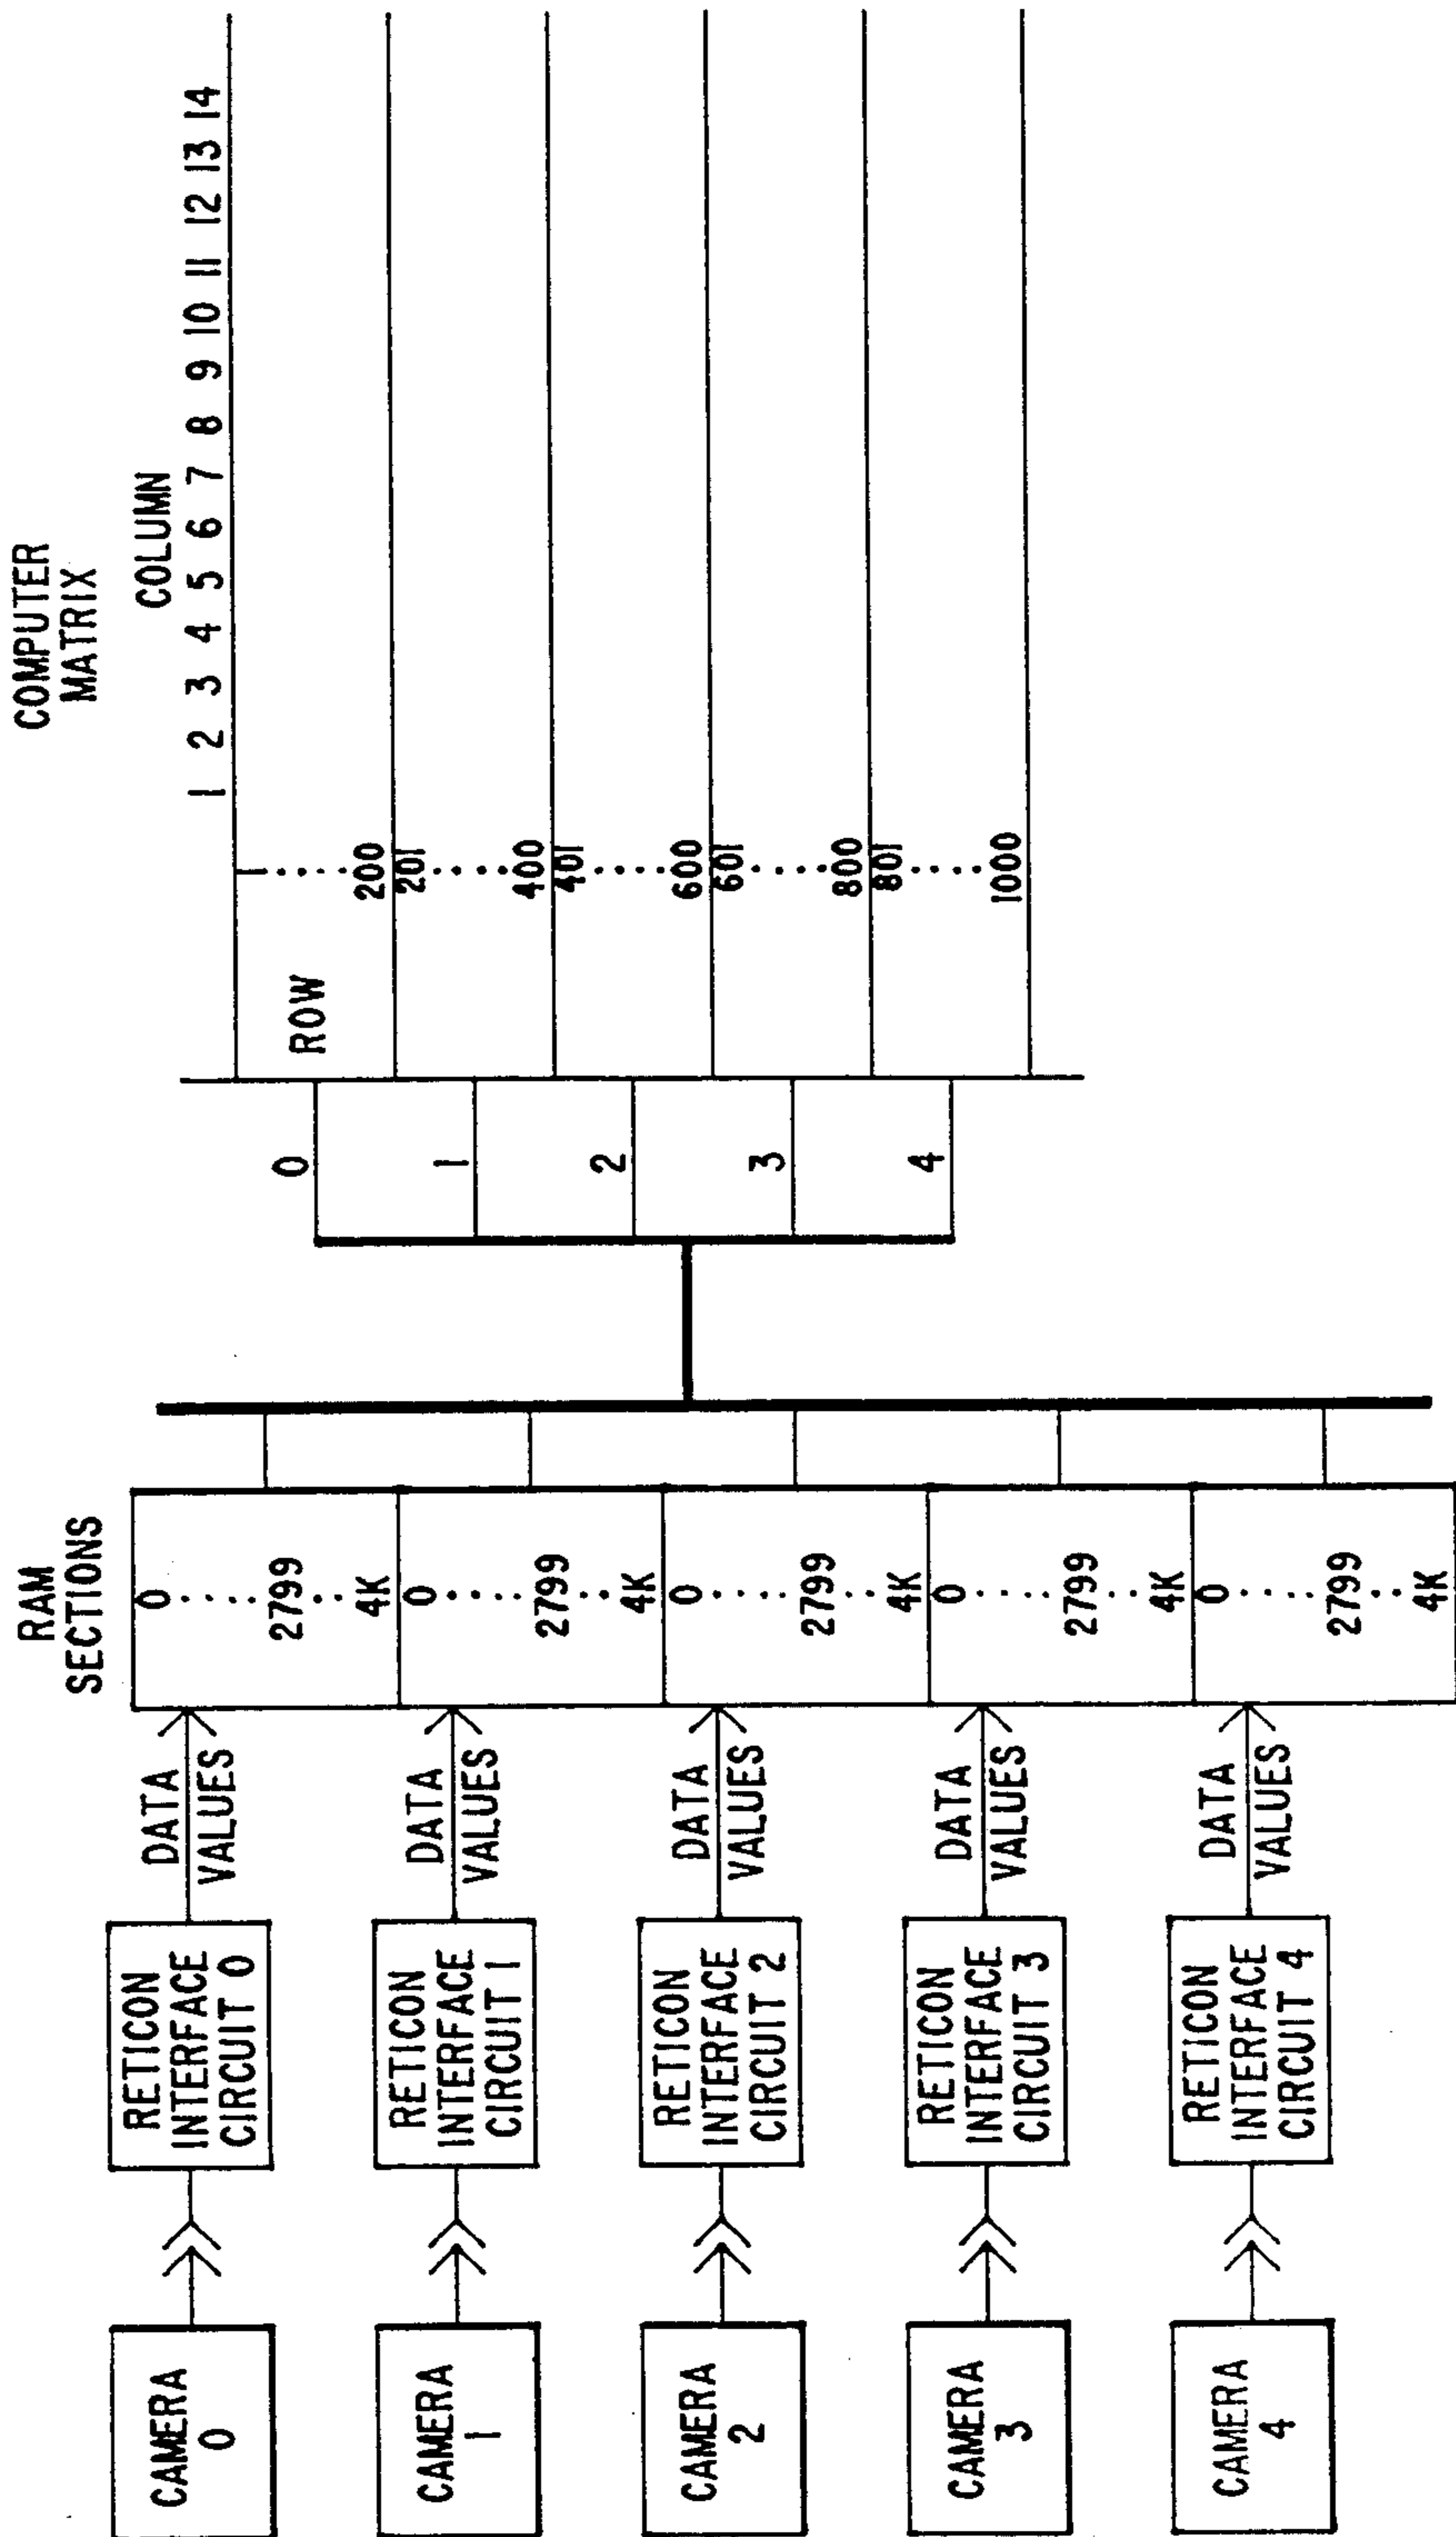 COMPUTER
MATRIX
COLUMN
1 2 3 4 5 6 7 8 9 10 11 12 13 14
ROW
1
200
201
400
401
600
601
800
801
1000
0
1
2
3
4
RAM
SECTIONS
0
2799
4K
0
2799
4K
0
2799
4K
0
2799
4K
0
2799
4K
DATA
VALUES
DATA
VALUES
DATA
VALUES
DATA
VALUES
DATA
VALUES
RETICON
INTERFACE
CIRCUIT 0
RETICON
INTERFACE
CIRCUIT 1
RETICON
INTERFACE
CIRCUIT 2
RETICON
INTERFACE
CIRCUIT 3
RETICON
INTERFACE
CIRCUIT 4
CAMERA
0
CAMERA
1
CAMERA
2
CAMERA
3
CAMERA
4